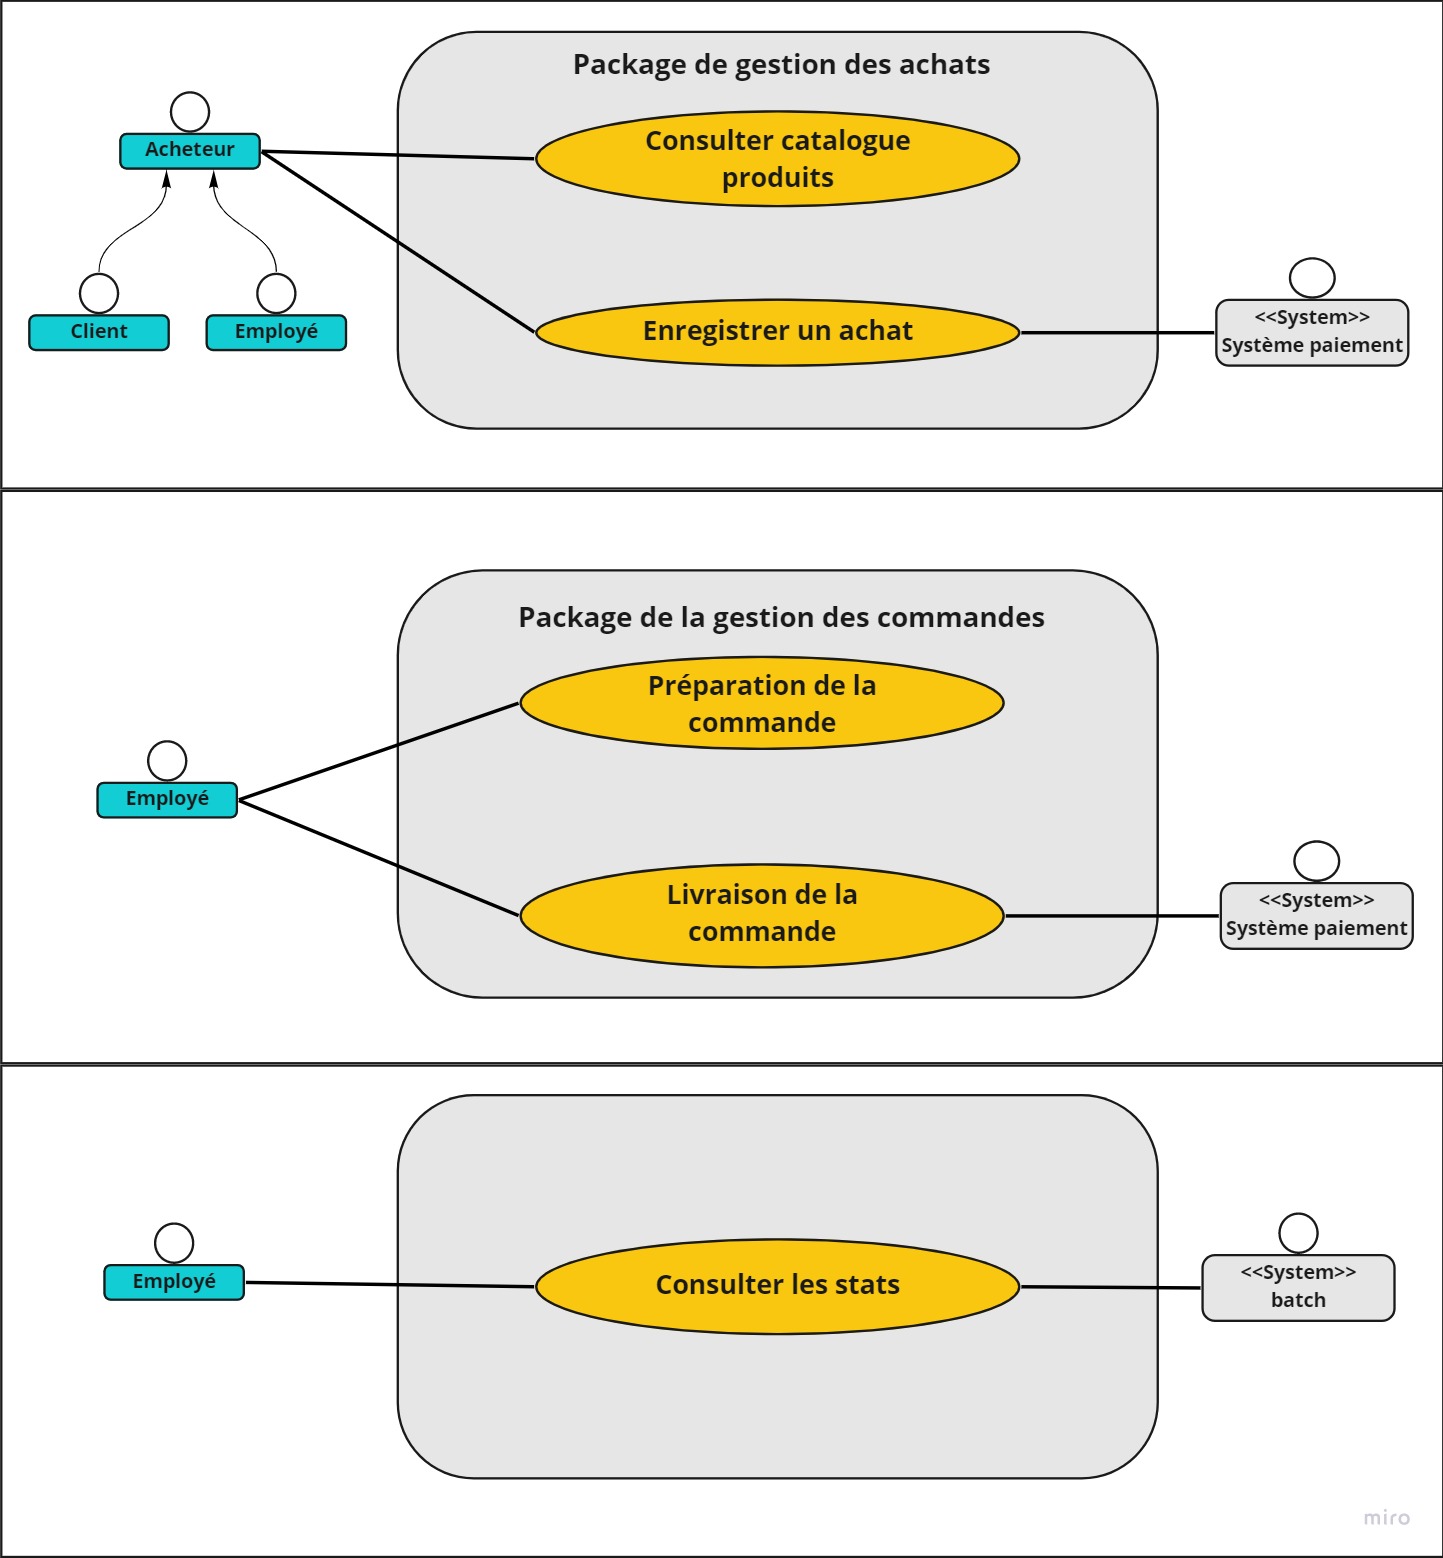 Package de gestion des achats
Consulter catalogue
produits
Acheteur
Enregistrer un achat
Client
Employé
<<System>>
Système paiement
Package de la gestion des commandes
Préparation de la
commande
Employé
Livraison de la
commande
<<System>>
Système paiement
Employé
Consulter les stats
<<System>>
batch
miro